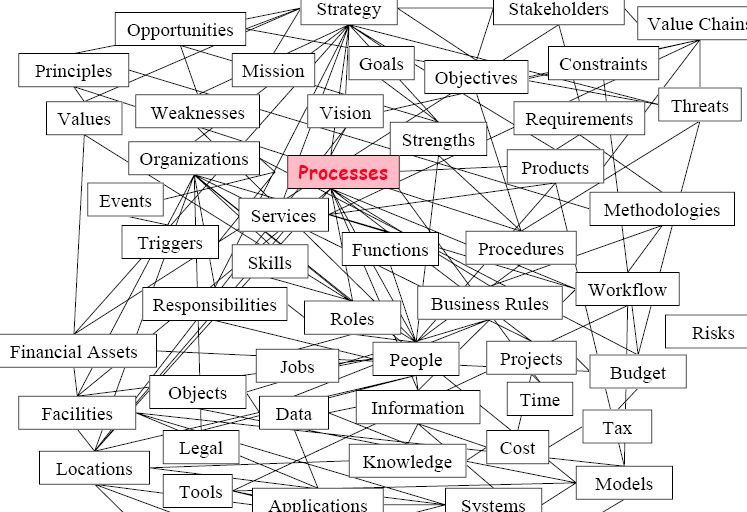 Strategy
Stakeholders
Value Chains
Opportunities
Goals
Constraints
Principles
Mission
Objectives
Values
Weaknesses
Vision
Requirements
Threats
Strengths
Organizations
Processes
Products
Events
Services
Methodologies
Triggers
Functions
Procedures
Skills
Workflow
Responsibilities
Roles
Business Rules
Risks
Financial Assets
Jobs
People
Projects
Budget
Objects
Time
Facilities
Data
Information
Tax
Legal
Cost
Locations
Knowledge
Tools
Models
Applications
Systems